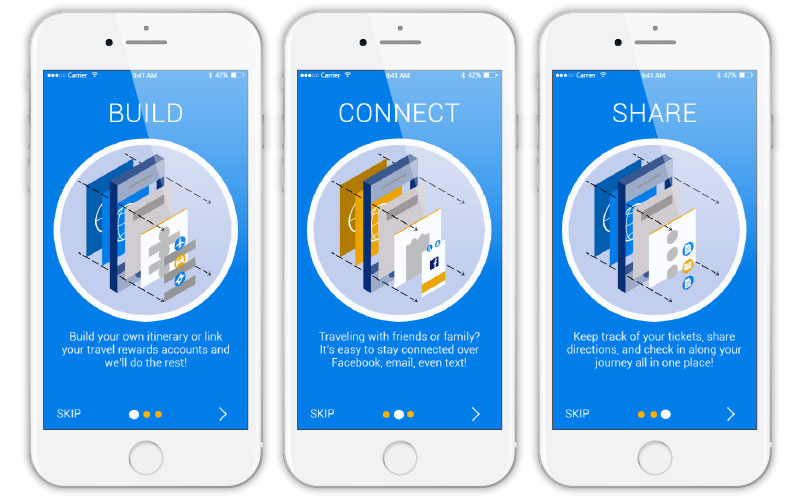 Carrier 9:41 AM 42%
BUILD
Build your own itinerary or link
your travel rewards accounts and
we'll do the rest!
SKIP
Carrier 9:41 AM 42%
CONNECT
Traveling with friends or family?
It's easy to stay connected over
Facebook, email, even text!
SKIP
Carrier 9:41 AM 42%
SHARE
Keep track of your tickets, share
directions, and check in along your
journey all in one place!
SKIP